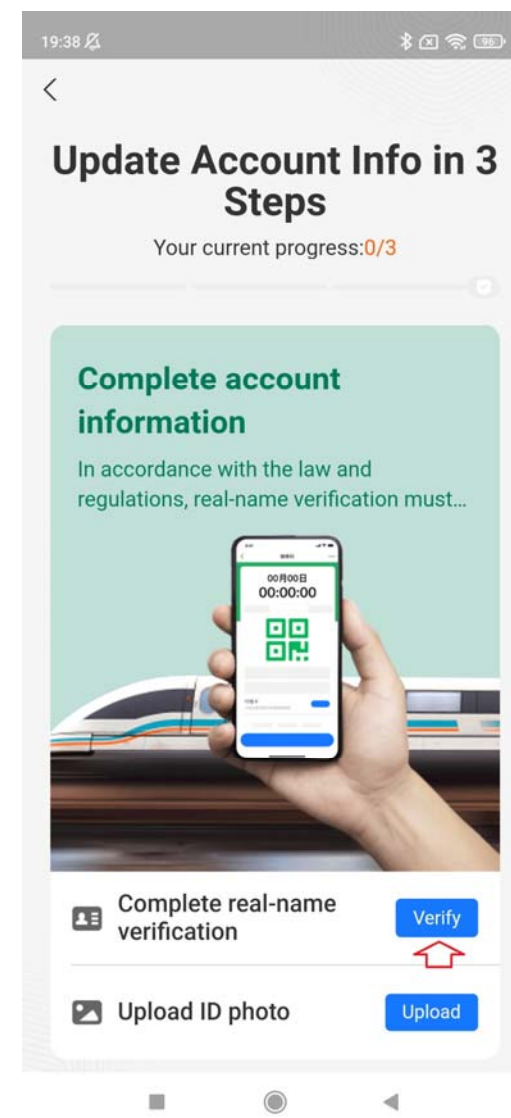 19:38
96
Update Account Info in 3
Steps
Your current progress:0/3
Complete account
information
In accordance with the law and
regulations, real-name verification must...
00月00日
00:00:00
Complete real-name
verification
Verify
Upload ID photo
Upload